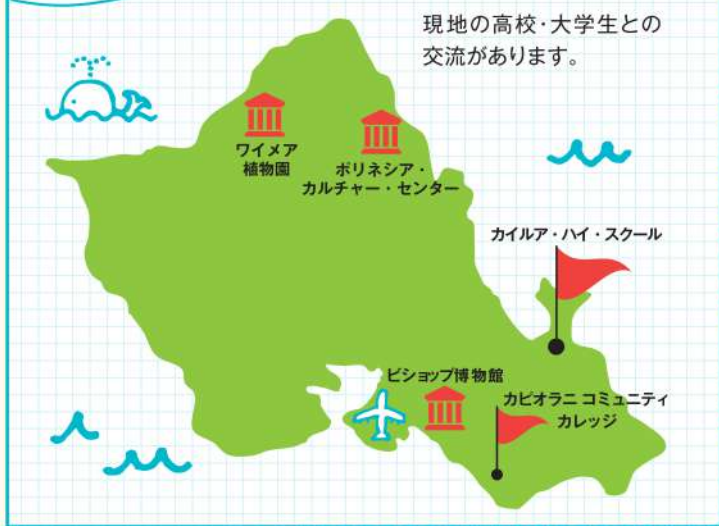 現地の高校・大学生との
交流があります。
ワイメア
植物園
ポリネシア・
カルチャー・センター
カイルア・ハイ・スクール
ビショップ博物館
カピオラニ コミュニティ
カレッジ